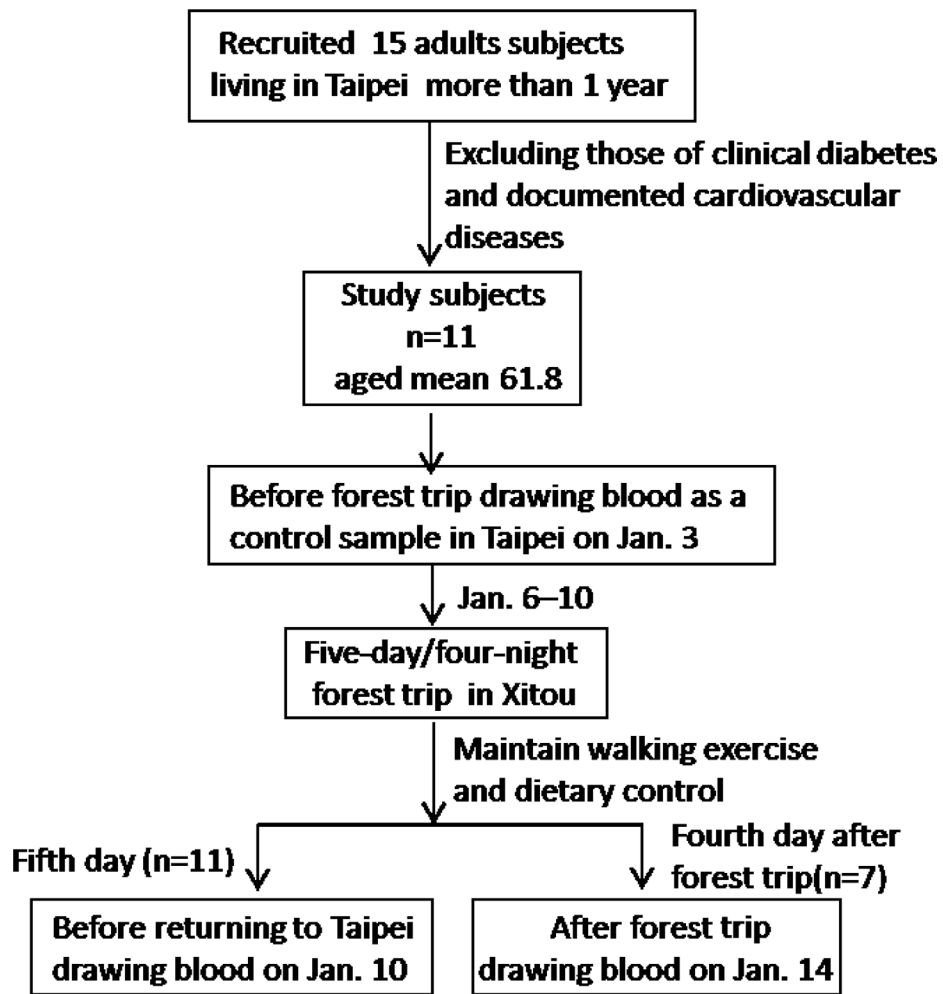 Recruited 15 adults subjects
living in Taipei more than 1 year
Excluding those of clinical diabetes
and documented cardiovascular
diseases
Study subjects
n=11
aged mean 61.8
Before forest trip drawing blood as a
control sample in Taipei on Jan. 3
Jan. 6–10
Five-day/four-night
forest trip in Xitou
Maintain walking exercise
and dietary control
Fifth day (n=11)
Fourth day after
forest trip(n=7)
Before returning to Taipei
drawing blood on Jan. 10
After forest trip
drawing blood on Jan. 14